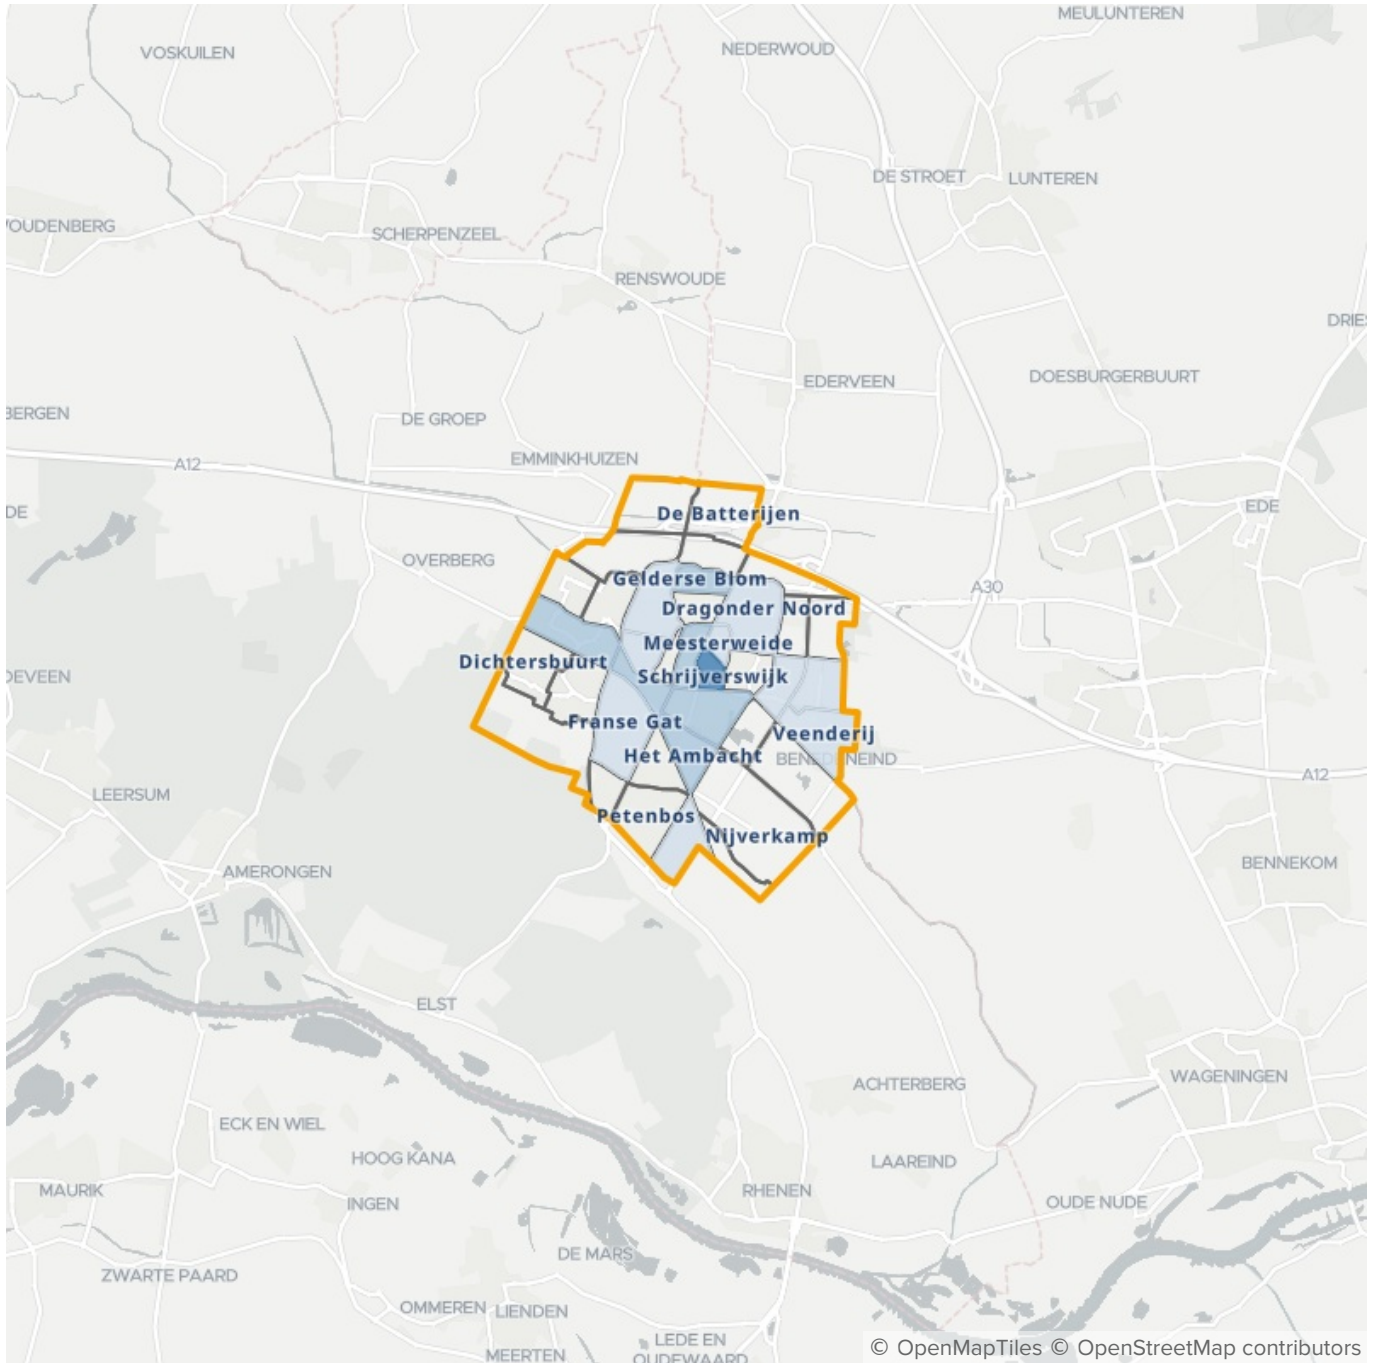 MEULUNTEREN
VOSKUILEN
NEDERWOUD
DE STROET
LUNTEREN
OUDENBERG
SCHERPENZEEL
RENSWOUDE
DRIE
EDERVEEN
DOESBURGERBUURT
BERGEN
DE GROEP
EMMINKHUIZEN
A12
De Batterijen
EDE
DE
OVERBERG
Gelderse Blom
A30
Dragonder Noord
Meesterweide
Dichtersbuurt
Schrijverswijk
DEVEEN
Franse Gat
Veenderij
Het Ambacht
BENEDENEIND
A12
LEERSUM
Petenbos
Nijverkamp
BENNEKOM
AMERONGEN
ELST
WAGENINGEN
ACHTERBERG
ECK EN WIEL
HOOG KANA
LAAREIND
MAURIK
RHENEN
OUDE NUDE
INGEN
DE MARS
ZWARTE PAARD
OMMEREN
LIENDEN
LEDE EN
OUDEWAARD
MEERTEN
© OpenMapTiles © OpenStreetMap contributors